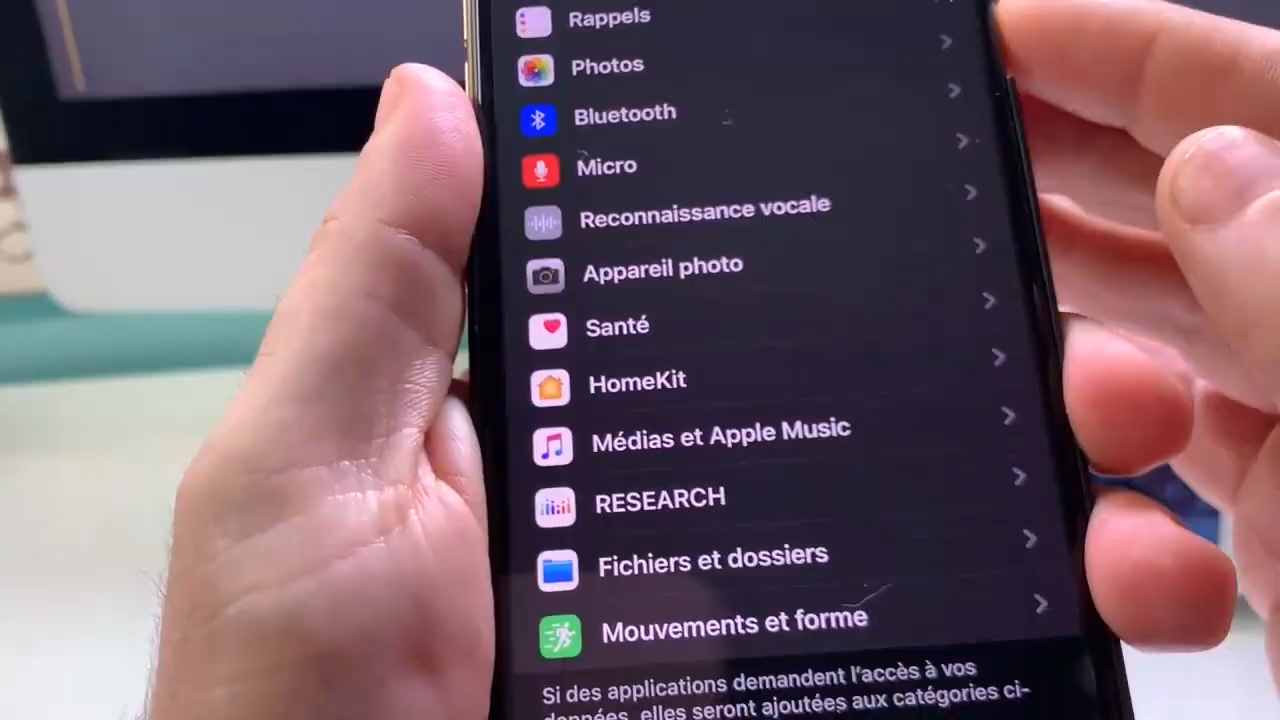 Rappels
Photos
Bluetooth
Micro
Reconnaissance vocale
Appareil photo
Santé
HomeKit
Médias et Apple Music
RESEARCH
Fichiers et dossiers
Mouvements et forme
Si des applications demandent l'accès à vos
données, elles seront ajoutées aux catégories ci-